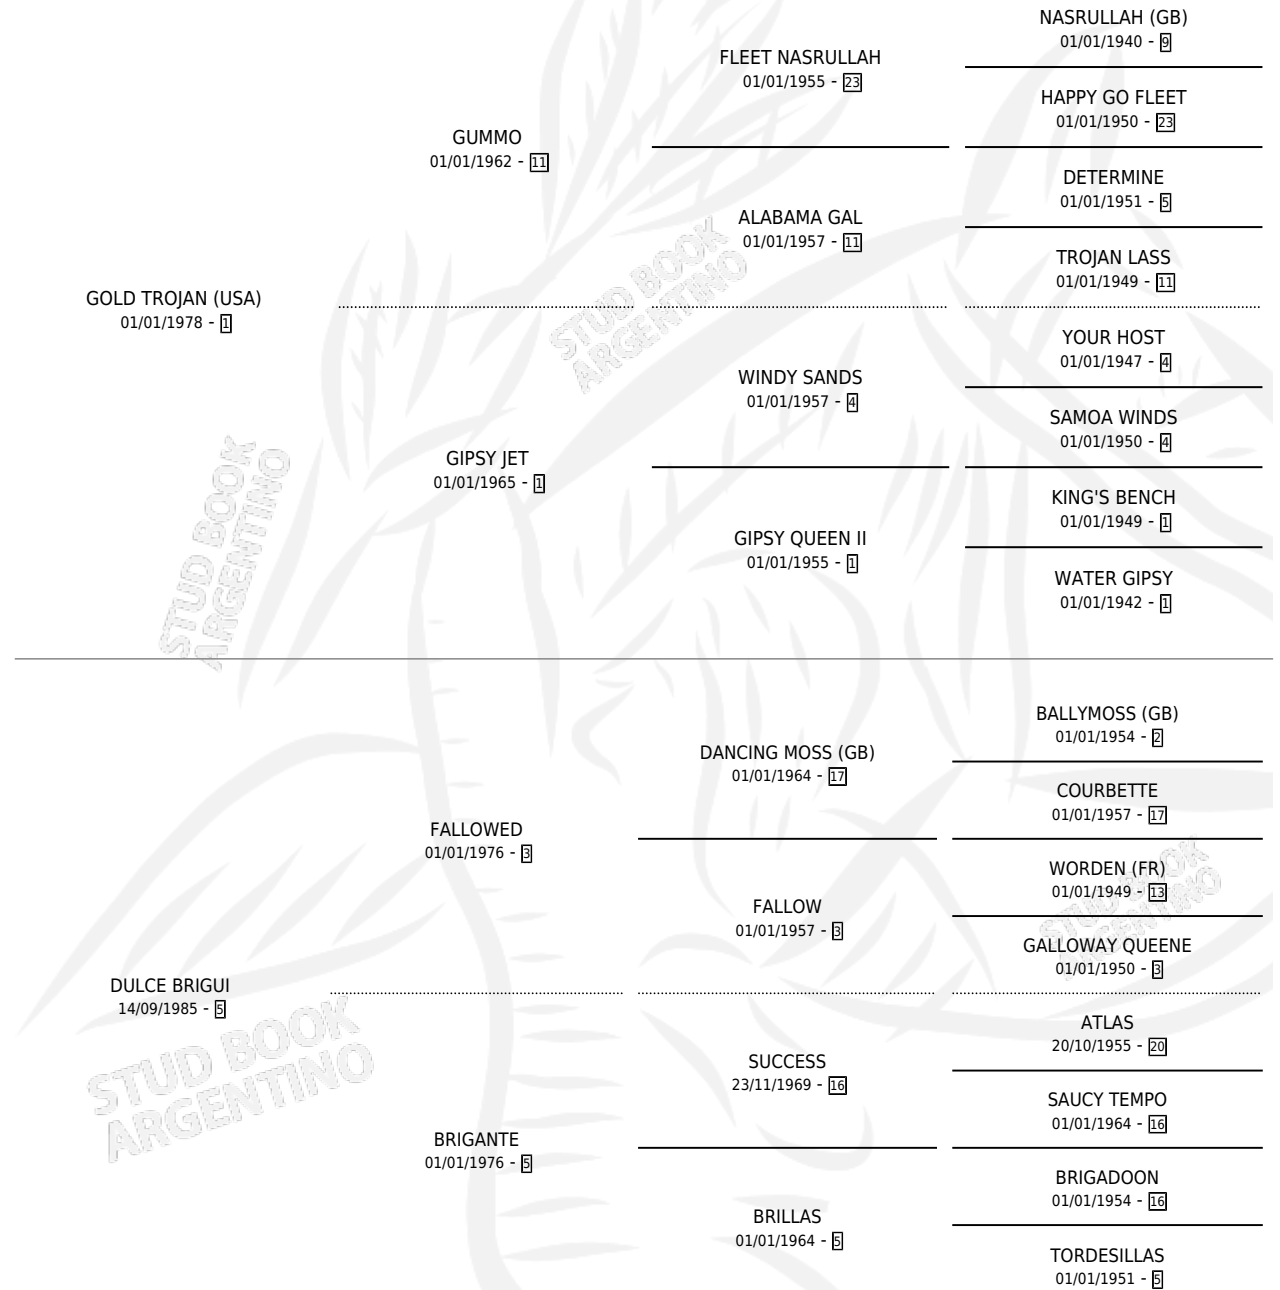 NASRULLAH (GB)
01/01/1940 - 9
FLEET NASRULLAH
01/01/1955 - 23
HAPPY GO FLEET
01/01/1950 - 23
GUMMO
01/01/1962 - 11
DETERMINE
01/01/1951 - 5
ALABAMA GAL
01/01/1957 - 11
TROJAN LASS
01/01/1949 - 11
GOLD TROJAN (USA)
01/01/1978 - 1
STUD BOOK
ARGENTINO
YOUR HOST
01/01/1947 - 4
WINDY SANDS
01/01/1957 - 4
SAMOA WINDS
01/01/1950 - 4
GIPSY JET
01/01/1965 - 1
KING'S BENCH
01/01/1949 - 1
GIPSY QUEEN II
01/01/1955 - 1
WATER GIPSY
01/01/1942 - 1
STUD BOOK
ARGENTINO
BALLYMOSS (GB)
01/01/1954 - 2
DANCING MOSS (GB)
01/01/1964 - 17
COURBETTE
01/01/1957 - 17
FALLOWED
01/01/1976 - 3
WORDEN (FR)
01/01/1949 - 13
STUD BOOK
ARGENTINO
FALLOW
01/01/1957 - 3
GALLOWAY QUEENE
01/01/1950 - 3
DULCE BRIGUI
14/09/1985 - 5
ATLAS
20/10/1955 - 20
SUCCESS
23/11/1969 - 16
SAUCY TEMPO
01/01/1964 - 16
STUD BOOK
ARGENTINO
BRIGANTE
01/01/1976 - 5
BRIGADOON
01/01/1954 - 16
BRILLAS
01/01/1964 - 5
TORDESILLAS
01/01/1951 - 5